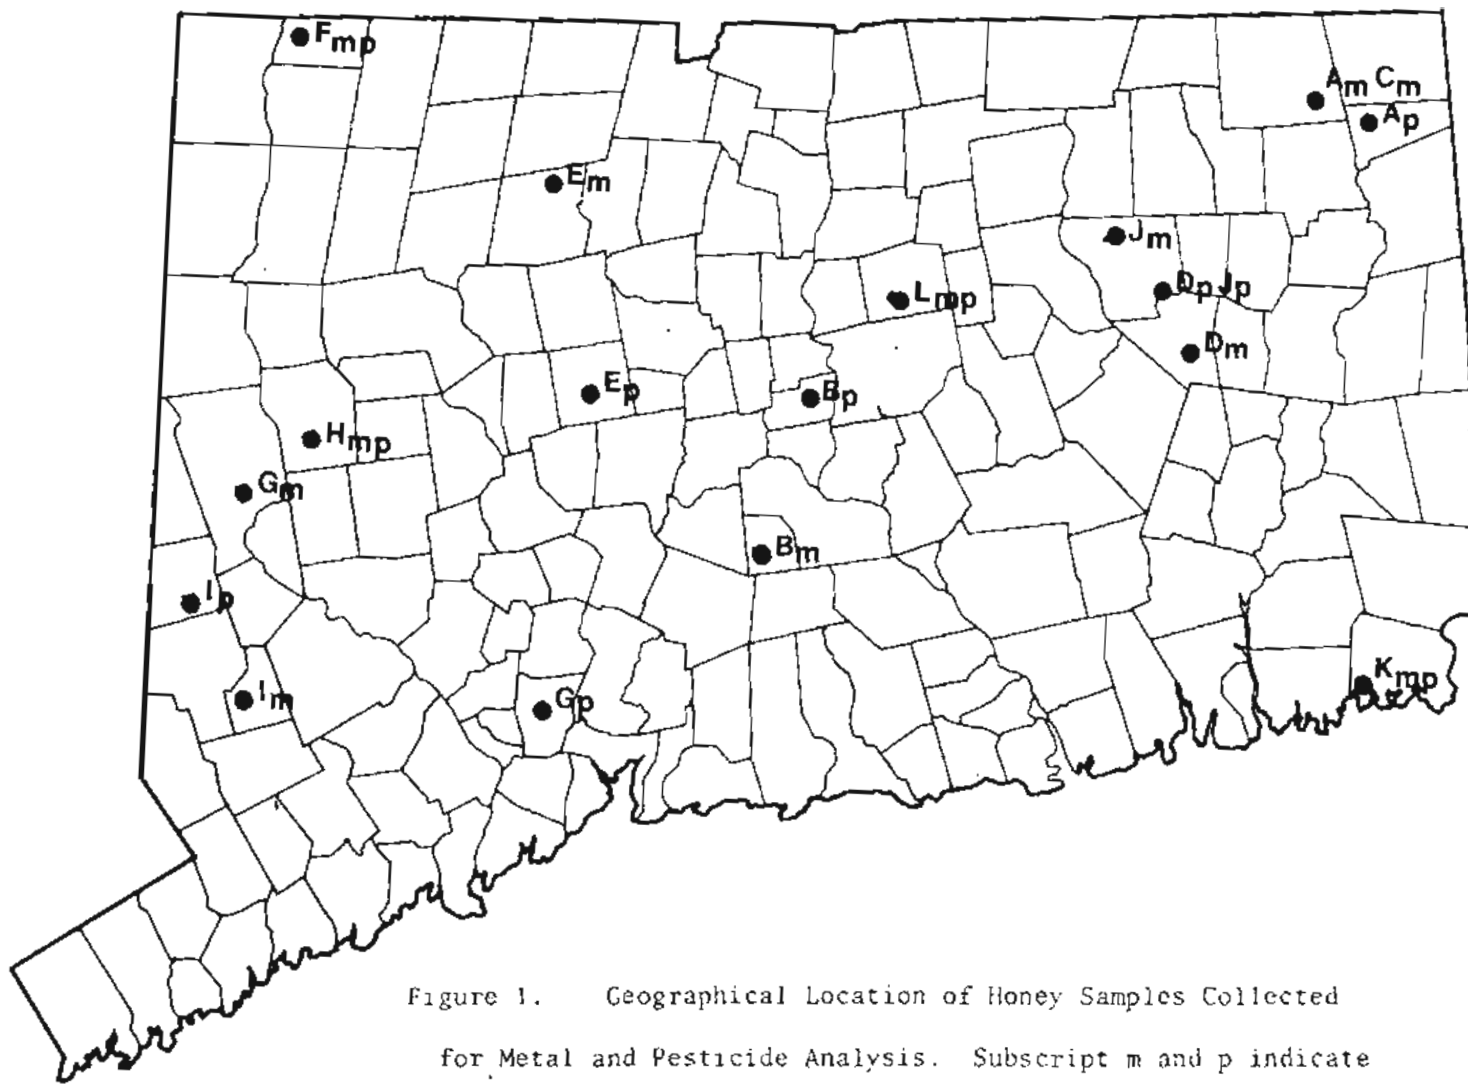 Fmp
Am Cm
Ap
Em
Jm
Dp Jp
Lmp
Dm
Ep
Bp
Hmp
Gm
Bm
Ip
Im
Gp
Kmp
Figure 1. Geographical Location of Honey Samples Collected
for Metal and Pesticide Analysis. Subscript m and p indicate